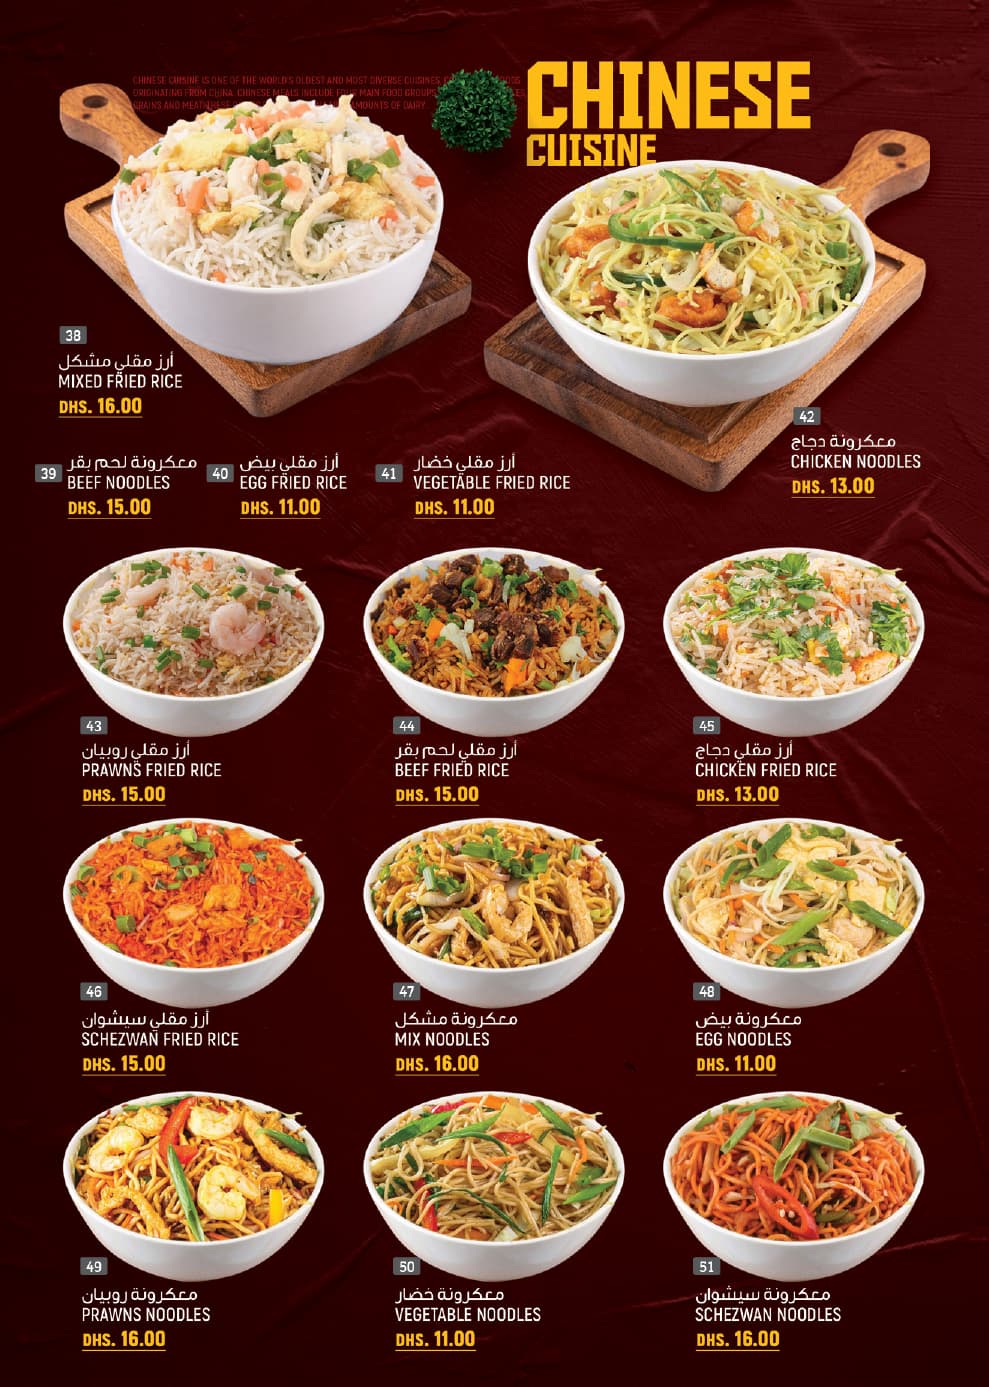 CHINESE
CUISINE
CHINESE CUISINE IS ONE OF THE WORLD'S OLDEST AND MOST DIVERSE CUISINES,
ORIGINATING FROM CHINA. CHINESE MEALS INCLUDE FOUR MAIN FOOD GROUPS
GRAINS AND MEAT. AMOUNTS OF DAIRY
38
أرز مقلي مشكل
MIXED FRIED RICE
DHS. 16.00
42
معكرونة دجاج
CHICKEN NOODLES
DHS. 13.00
39
معكرونة لحم بقر
BEEF NOODLES
DHS. 15.00
40
أرز مقلي بيض
EGG FRIED RICE
DHS. 11.00
41
أرز مقلي خضار
VEGETABLE FRIED RICE
DHS. 11.00
43
أرز مقلي روبيان
PRAWNS FRIED RICE
DHS. 15.00
44
أرز مقلي لحم بقر
BEEF FRIED RICE
DHS. 15.00
45
أرز مقلي دجاج
CHICKEN FRIED RICE
DHS. 13.00
46
أرز مقلي سيشوان
SCHEZWAN FRIED RICE
DHS. 15.00
47
معكرونة مشكل
MIX NOODLES
DHS. 16.00
48
معكرونة بيض
EGG NOODLES
DHS. 11.00
49
معكرونة روبيان
PRAWNS NOODLES
DHS. 16.00
50
معكرونة خضار
VEGETABLE NOODLES
DHS. 11.00
51
معكرونة سيشوان
SCHEZWAN NOODLES
DHS. 16.00